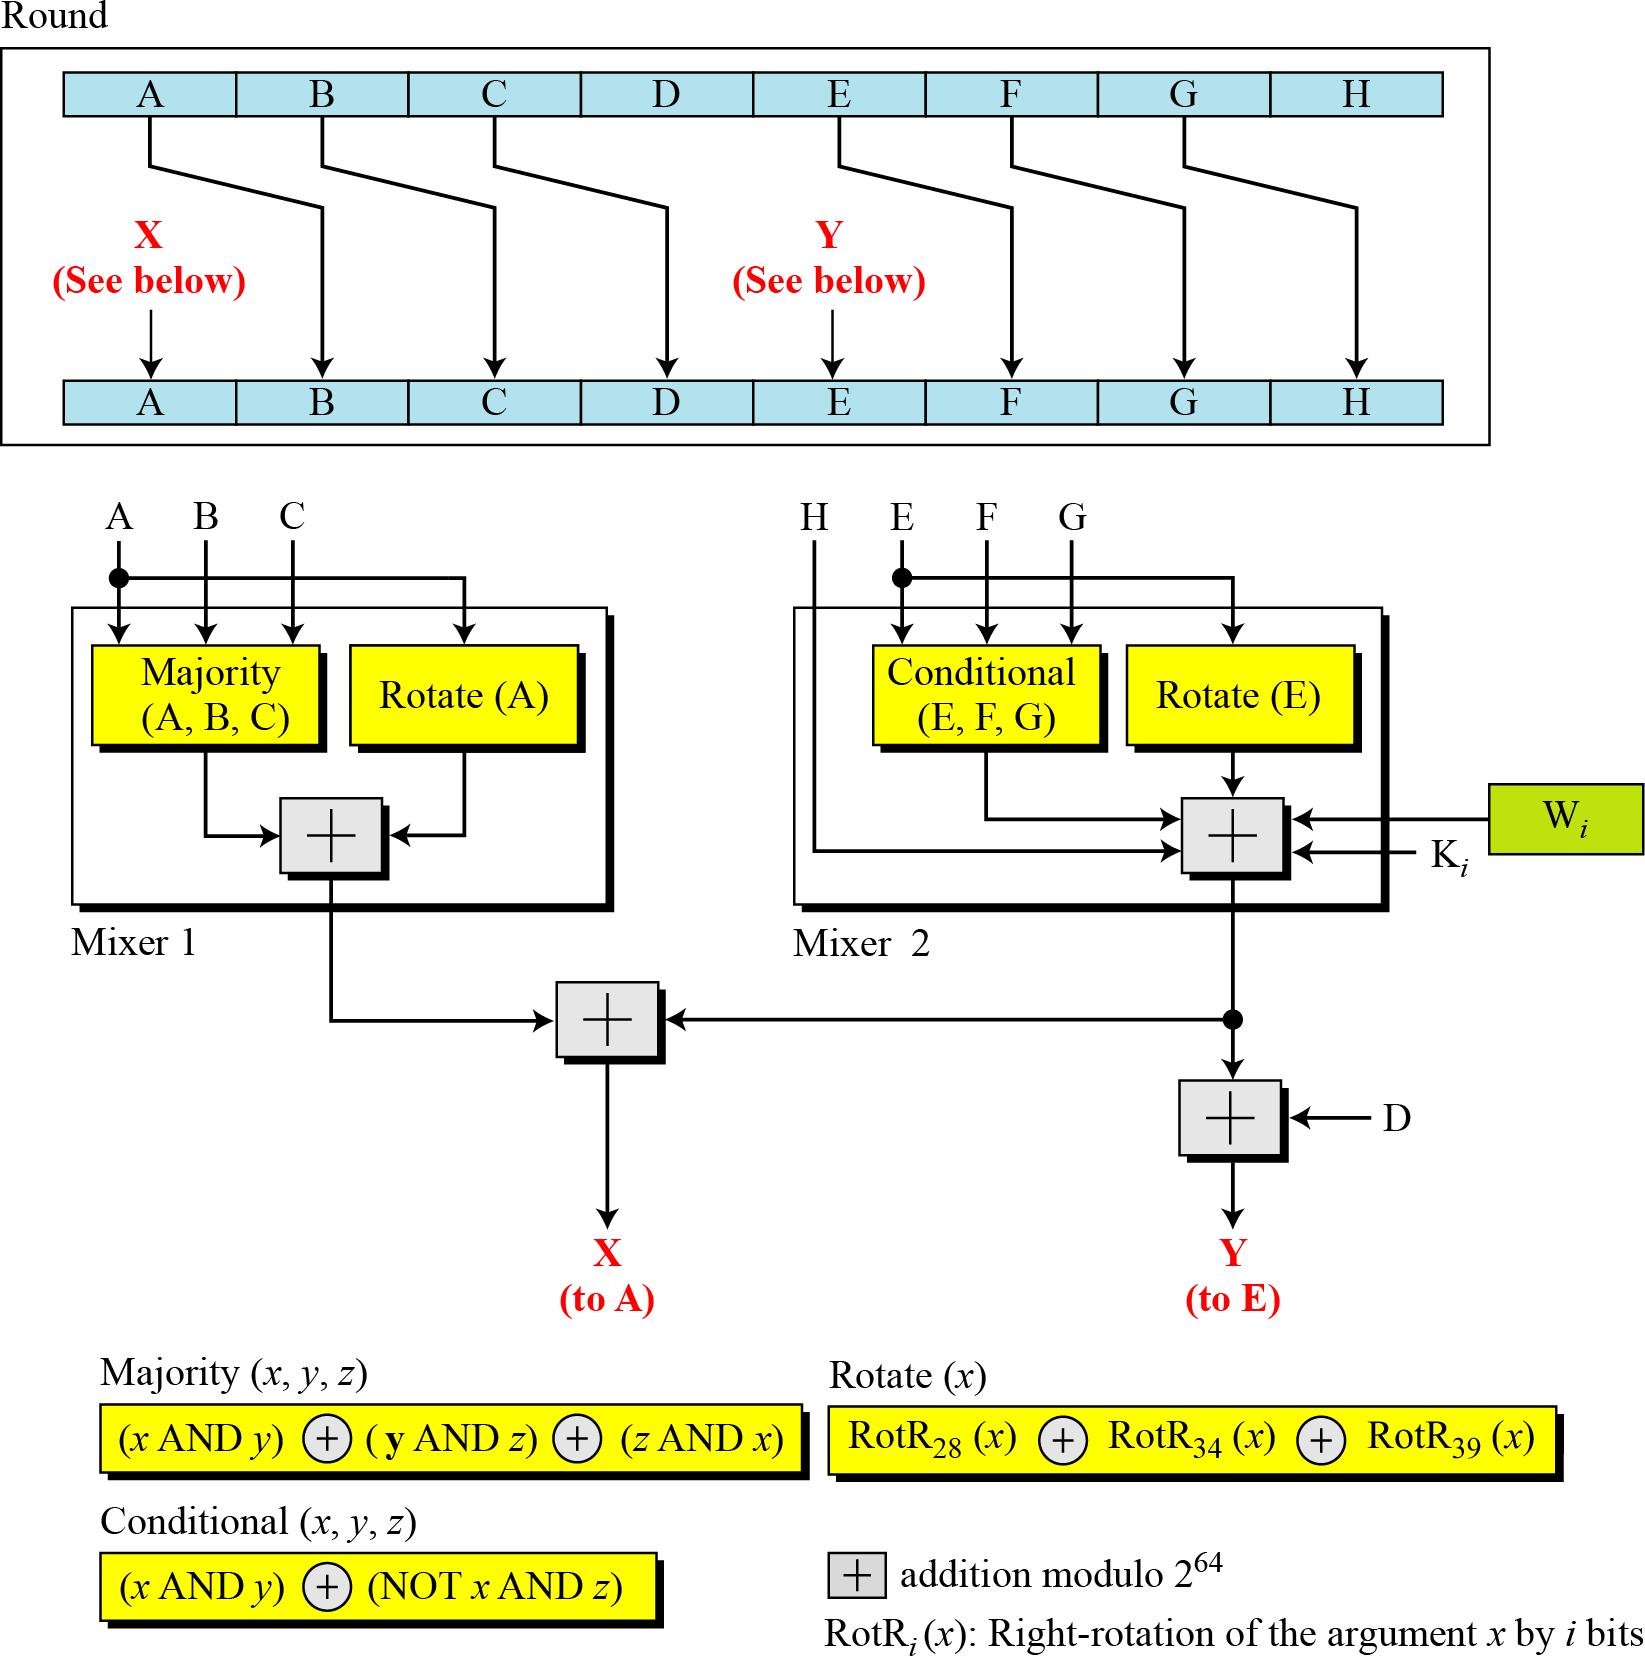 Round
A B C D E F G H
X
(See below)
Y
(See below)
A B C D E F G H
A B C
H E F G
Majority
(A, B, C)
Rotate (A)
Conditional
(E, F, G)
Rotate (E)
+
+
Wᵢ
Kᵢ
Mixer 1
Mixer 2
+
+
D
X
(to A)
Y
(to E)
Majority (x, y, z)
(x AND y) ⊕ (y AND z) ⊕ (z AND x)
Rotate (x)
RotR₂₈ (x) ⊕ RotR₃₄ (x) ⊕ RotR₃₉ (x)
Conditional (x, y, z)
(x AND y) ⊕ (NOT x AND z)
+ addition modulo 2⁶⁴
RotRᵢ (x): Right-rotation of the argument x by i bits